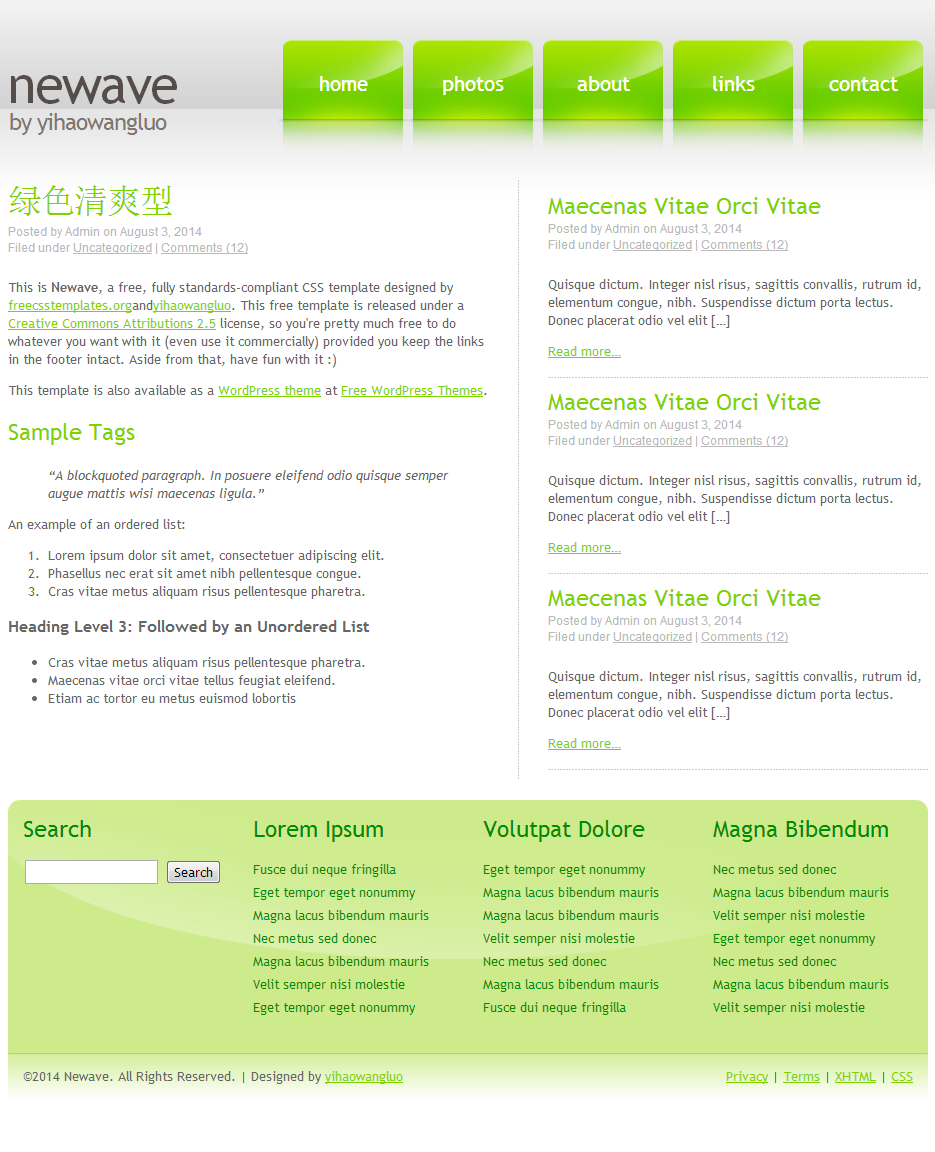 newave
by yihaowangluo
home
photos
about
links
contact
绿色清爽型
Posted by Admin on August 3, 2014
Filed under Uncategorized | Comments (12)
This is Newave, a free, fully standards-compliant CSS template designed by
freecsstemplates.organdyihaowangluo. This free template is released under a
Creative Commons Attributions 2.5 license, so you're pretty much free to do
whatever you want with it (even use it commercially) provided you keep the links
in the footer intact. Aside from that, have fun with it :)
This template is also available as a WordPress theme at Free WordPress Themes.
Sample Tags
“A blockquoted paragraph. In posuere eleifend odio quisque semper
augue mattis wisi maecenas ligula.”
An example of an ordered list:
1. Lorem ipsum dolor sit amet, consectetuer adipiscing elit.
2. Phasellus nec erat sit amet nibh pellentesque congue.
3. Cras vitae metus aliquam risus pellentesque pharetra.
Heading Level 3: Followed by an Unordered List
• Cras vitae metus aliquam risus pellentesque pharetra.
• Maecenas vitae orci vitae tellus feugiat eleifend.
• Etiam ac tortor eu metus euismod lobortis
Maecenas Vitae Orci Vitae
Posted by Admin on August 3, 2014
Filed under Uncategorized | Comments (12)
Quisque dictum. Integer nisl risus, sagittis convallis, rutrum id,
elementum congue, nibh. Suspendisse dictum porta lectus.
Donec placerat odio vel elit [...]
Read more...
Maecenas Vitae Orci Vitae
Posted by Admin on August 3, 2014
Filed under Uncategorized | Comments (12)
Quisque dictum. Integer nisl risus, sagittis convallis, rutrum id,
elementum congue, nibh. Suspendisse dictum porta lectus.
Donec placerat odio vel elit [...]
Read more...
Maecenas Vitae Orci Vitae
Posted by Admin on August 3, 2014
Filed under Uncategorized | Comments (12)
Quisque dictum. Integer nisl risus, sagittis convallis, rutrum id,
elementum congue, nibh. Suspendisse dictum porta lectus.
Donec placerat odio vel elit [...]
Read more...
Search
Search
Lorem Ipsum
Fusce dui neque fringilla
Eget tempor eget nonummy
Magna lacus bibendum mauris
Nec metus sed donec
Magna lacus bibendum mauris
Velit semper nisi molestie
Eget tempor eget nonummy
Volutpat Dolore
Eget tempor eget nonummy
Magna lacus bibendum mauris
Magna lacus bibendum mauris
Velit semper nisi molestie
Nec metus sed donec
Magna lacus bibendum mauris
Fusce dui neque fringilla
Magna Bibendum
Nec metus sed donec
Magna lacus bibendum mauris
Velit semper nisi molestie
Eget tempor eget nonummy
Nec metus sed donec
Magna lacus bibendum mauris
Velit semper nisi molestie
©2014 Newave. All Rights Reserved. | Designed by yihaowangluo
Privacy | Terms | XHTML | CSS